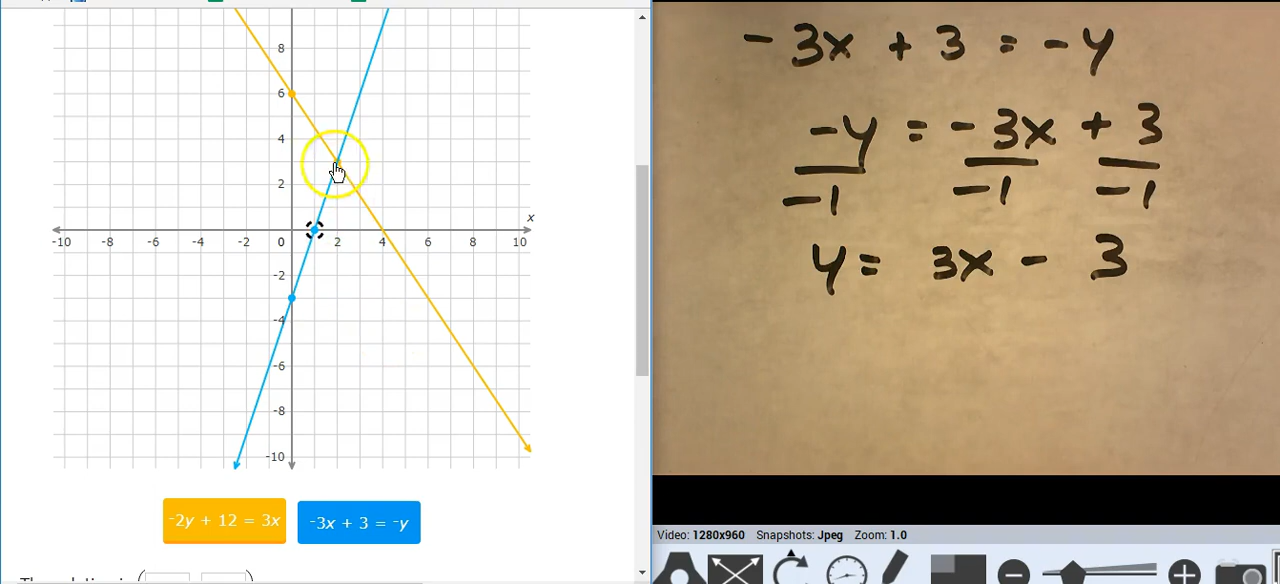 8
6
4
2
x
-10 -8 -6 -4 -2 0 2 4 6 8 10
-2
-4
-6
-8
-10
-2y + 12 = 3x
-3x + 3 = -y
- 3x + 3 = - y
-y = - 3x + 3
-1 -1 -1
y = 3x - 3
Video: 1280x960 Snapshots: Jpeg Zoom: 1.0